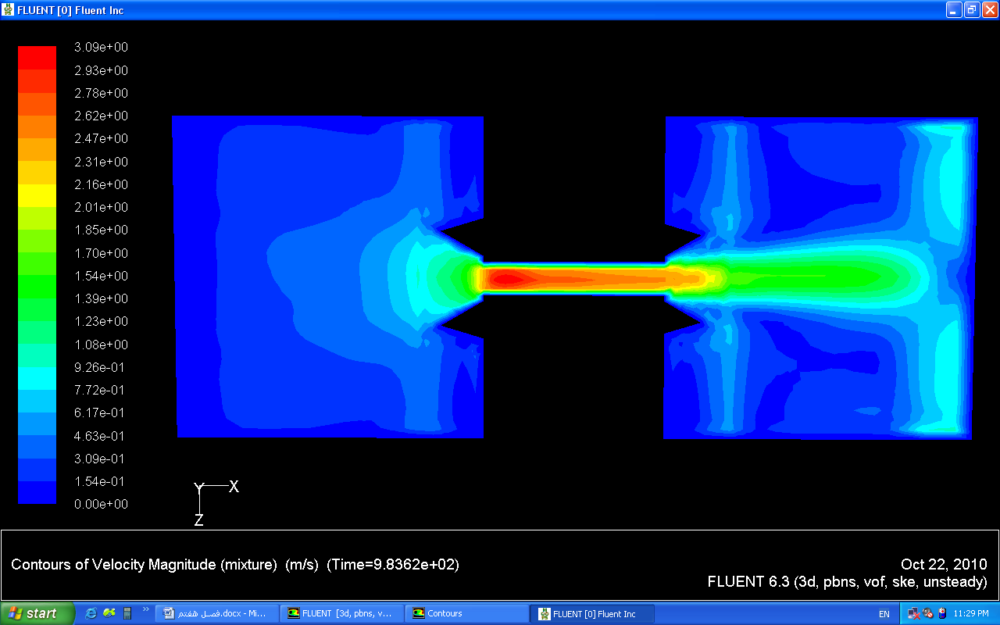 FLUENT [0] Fluent Inc
3.09e+00
2.93e+00
2.78e+00
2.62e+00
2.47e+00
2.31e+00
2.16e+00
2.01e+00
1.85e+00
1.70e+00
1.54e+00
1.39e+00
1.23e+00
1.08e+00
9.26e-01
7.72e-01
6.17e-01
4.63e-01
3.09e-01
1.54e-01
0.00e+00
Y X
Z
Contours of Velocity Magnitude (mixture) (m/s) (Time=9.8362e+02)
Oct 22, 2010
FLUENT 6.3 (3d, pbns, vof, ske, unsteady)
start
فصل هفتم.docx - Mi...
FLUENT [3d, pbns, v...
Contours
FLUENT [0] Fluent Inc
EN
11:29 PM